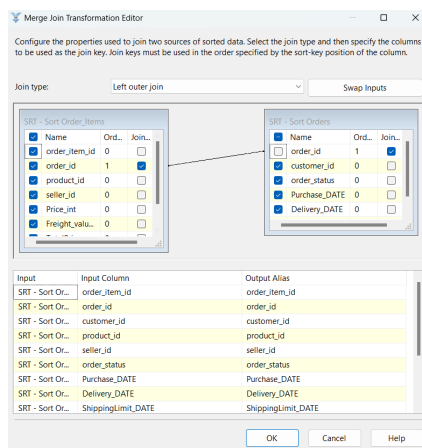 Merge Join Transformation Editor
Configure the properties used to join two sources of sorted data. Select the join type and then specify the columns
to be used as the join key. Join keys must be used in the order specified by the sort-key position of the column.
Join type: Left outer join Swap Inputs
SRT - Sort Order_Items
Name Ord... Join...
order_item_id 0
order_id 1
product_id 0
seller_id 0
Price_int 0
Freight_valu... 0
SRT - Sort Orders
Name Ord... Join...
order_id 1
customer_id 0
order_status 0
Purchase_DATE 0
Delivery_DATE 0
Input Input Column Output Alias
SRT - Sort Or... order_item_id order_item_id
SRT - Sort Or... order_id order_id
SRT - Sort Or... customer_id customer_id
SRT - Sort Or... product_id product_id
SRT - Sort Or... seller_id seller_id
SRT - Sort Or... order_status order_status
SRT - Sort Or... Purchase_DATE Purchase_DATE
SRT - Sort Or... Delivery_DATE Delivery_DATE
SRT - Sort Or... ShippingLimit_DATE ShippingLimit_DATE
OK Cancel Help